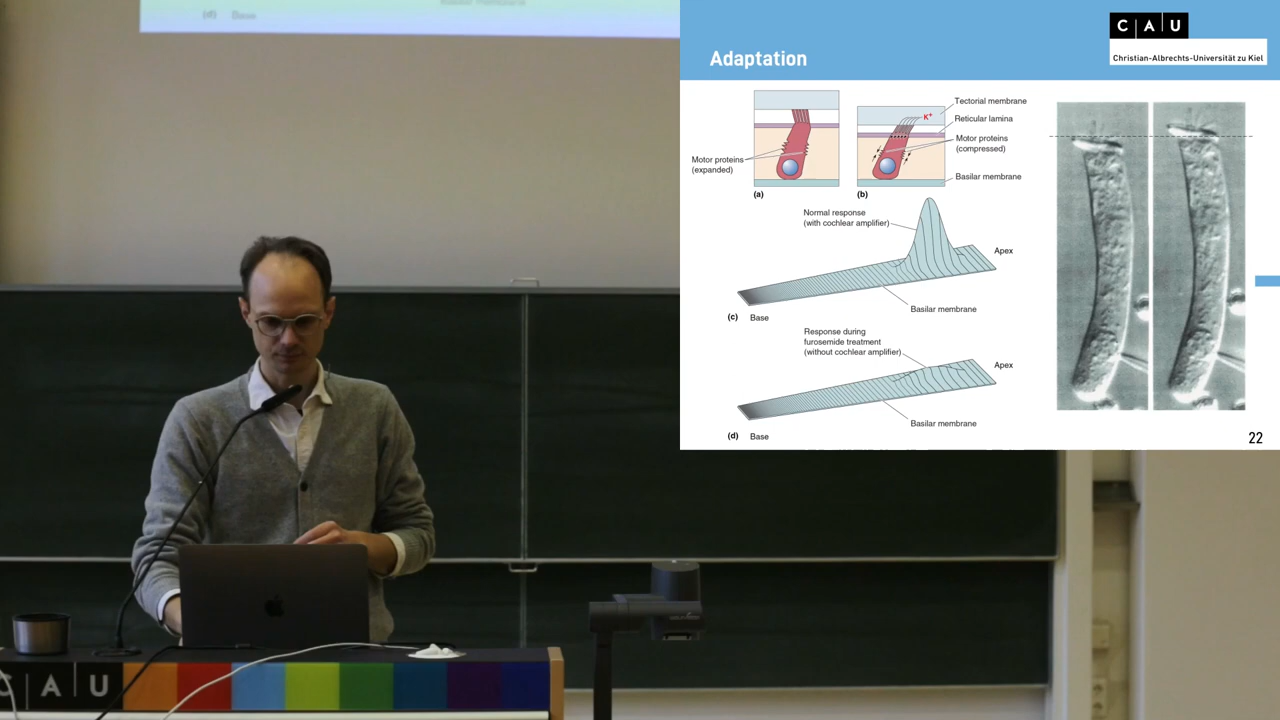 (d) Base
Adaptation
C A U
Christian-Albrechts-Universität zu Kiel
Tectorial membrane
K+
Reticular lamina
Motor proteins
(compressed)
Motor proteins
(expanded)
Basilar membrane
(a)
(b)
Normal response
(with cochlear amplifier)
Apex
Basilar membrane
(c) Base
Response during
furosemide treatment
(without cochlear amplifier)
Apex
Basilar membrane
(d) Base
22
C A U